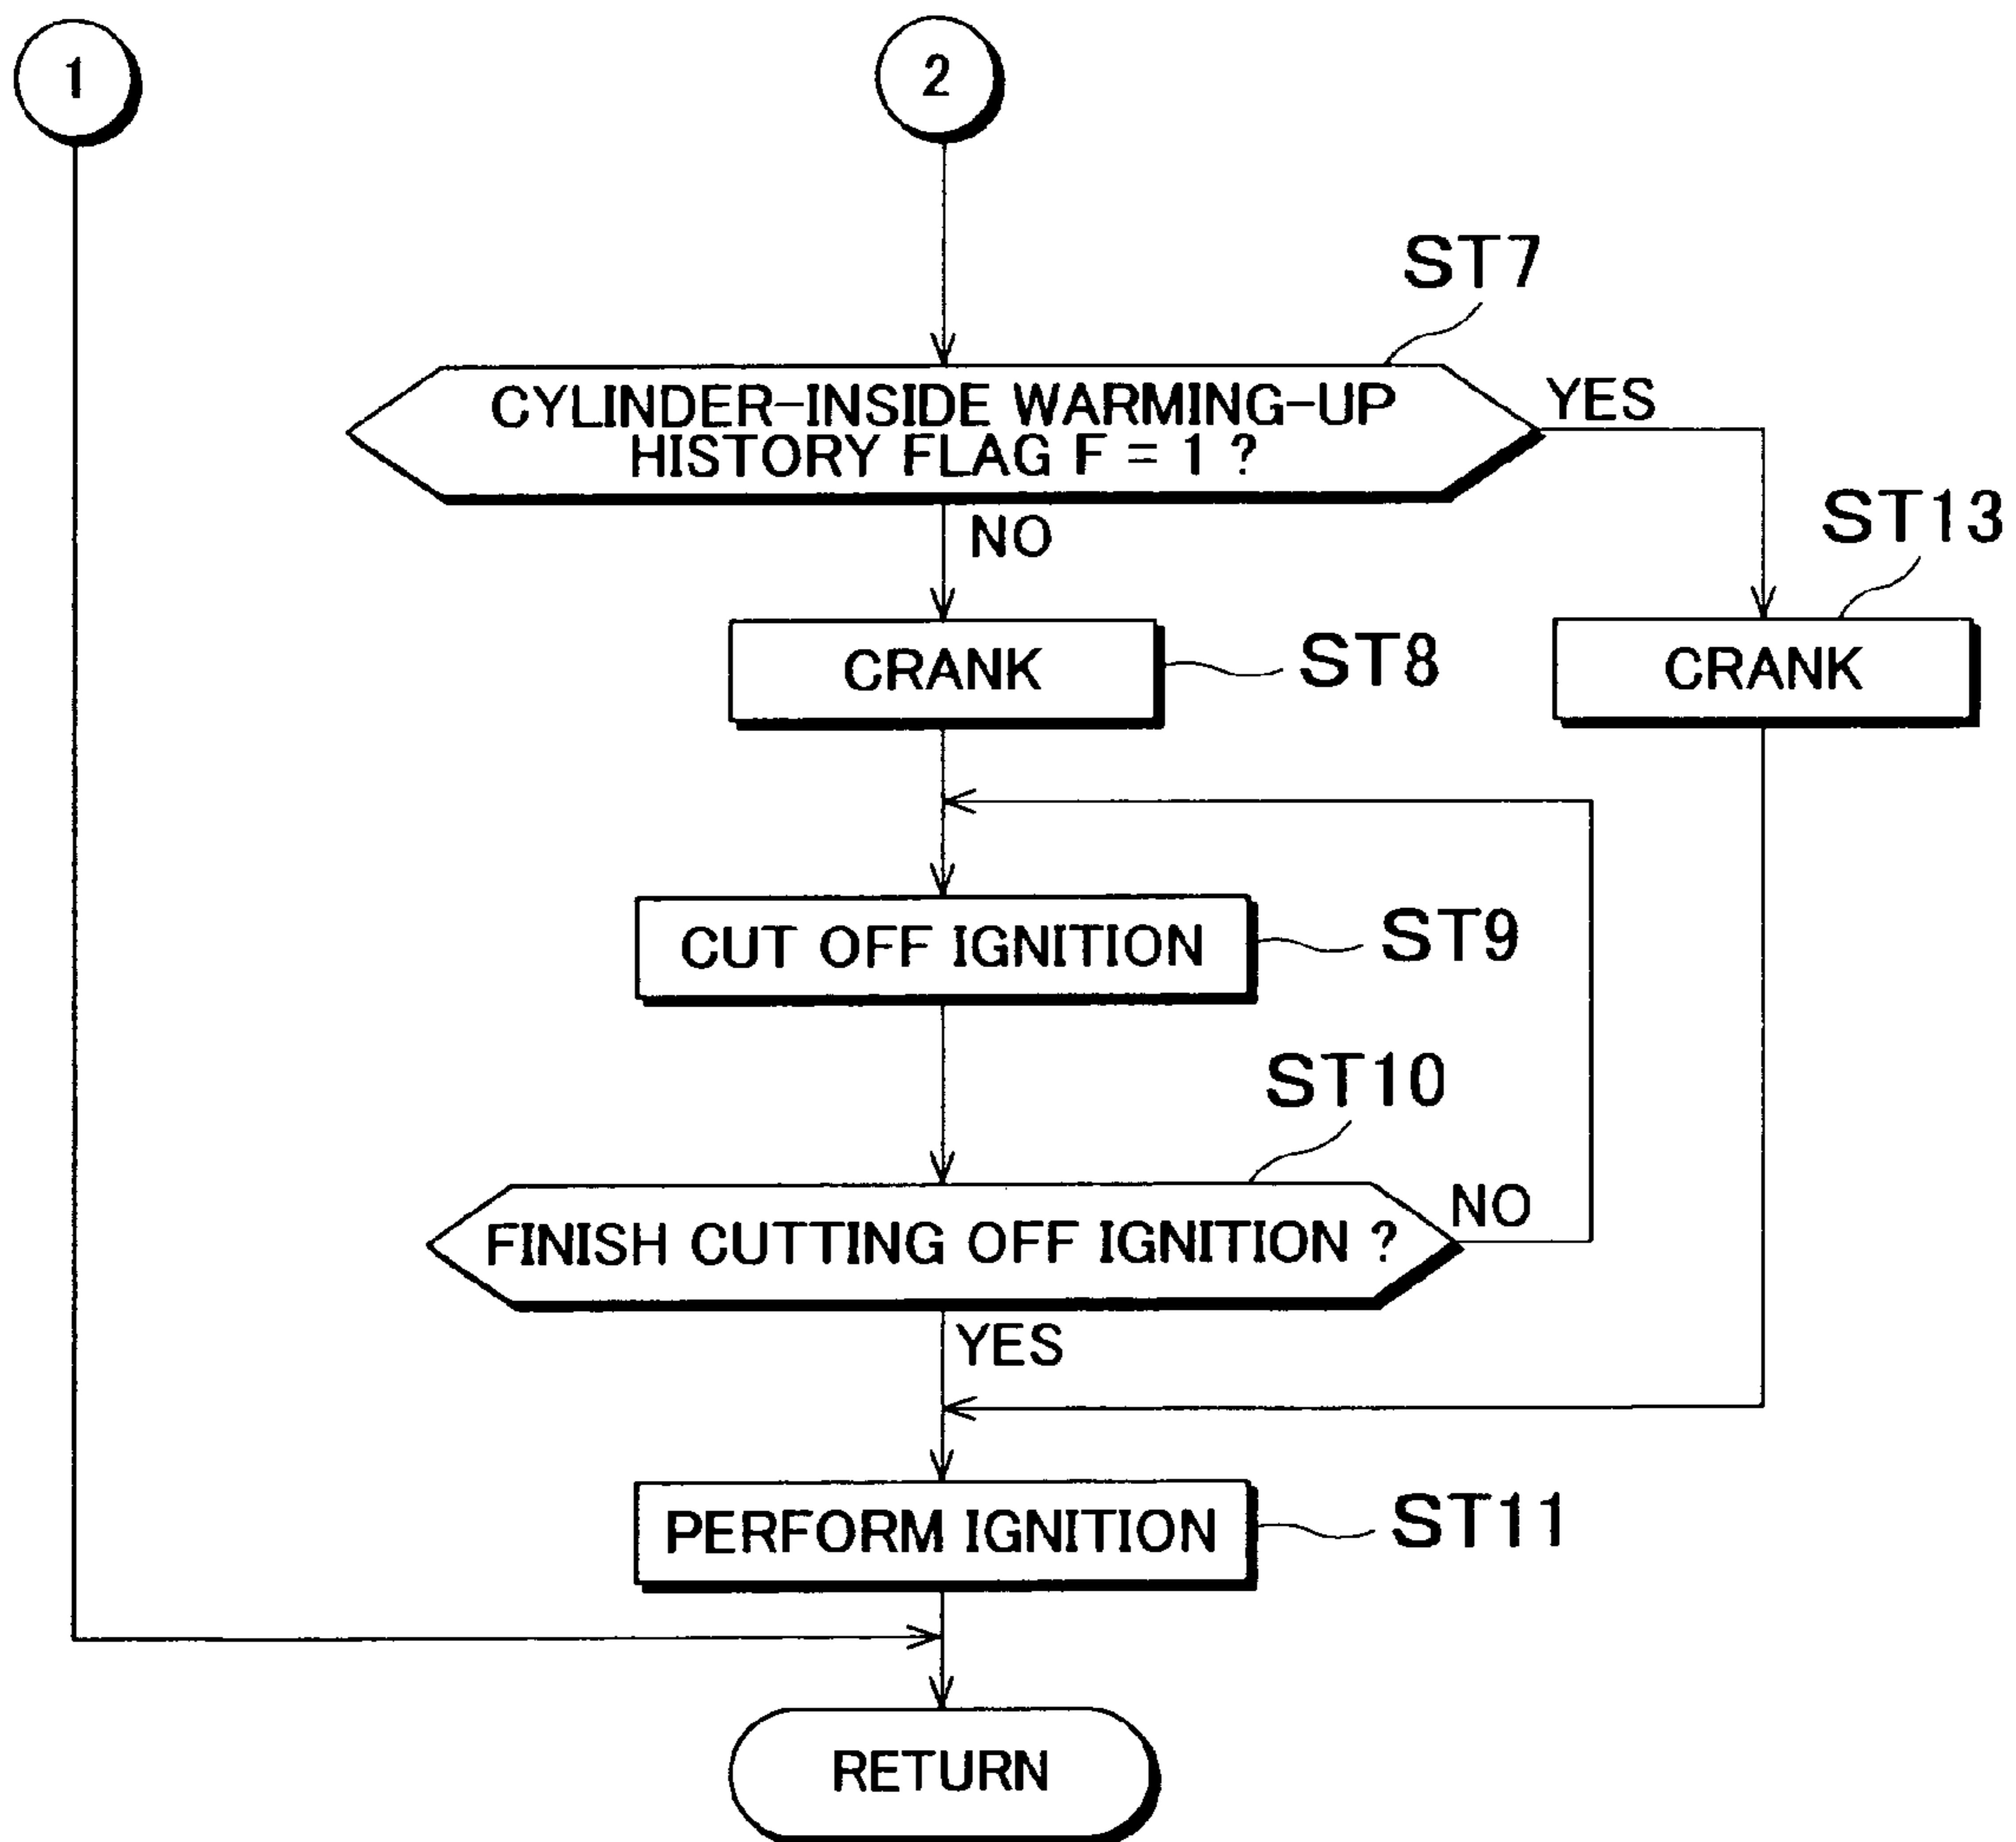 1
2
ST7
CYLINDER-INSIDE WARMING-UP
HISTORY FLAG F = 1 ?
YES
NO
ST13
CRANK
ST8
CRANK
CUT OFF IGNITION
ST9
ST10
FINISH CUTTING OFF IGNITION ?
NO
YES
PERFORM IGNITION
ST11
RETURN